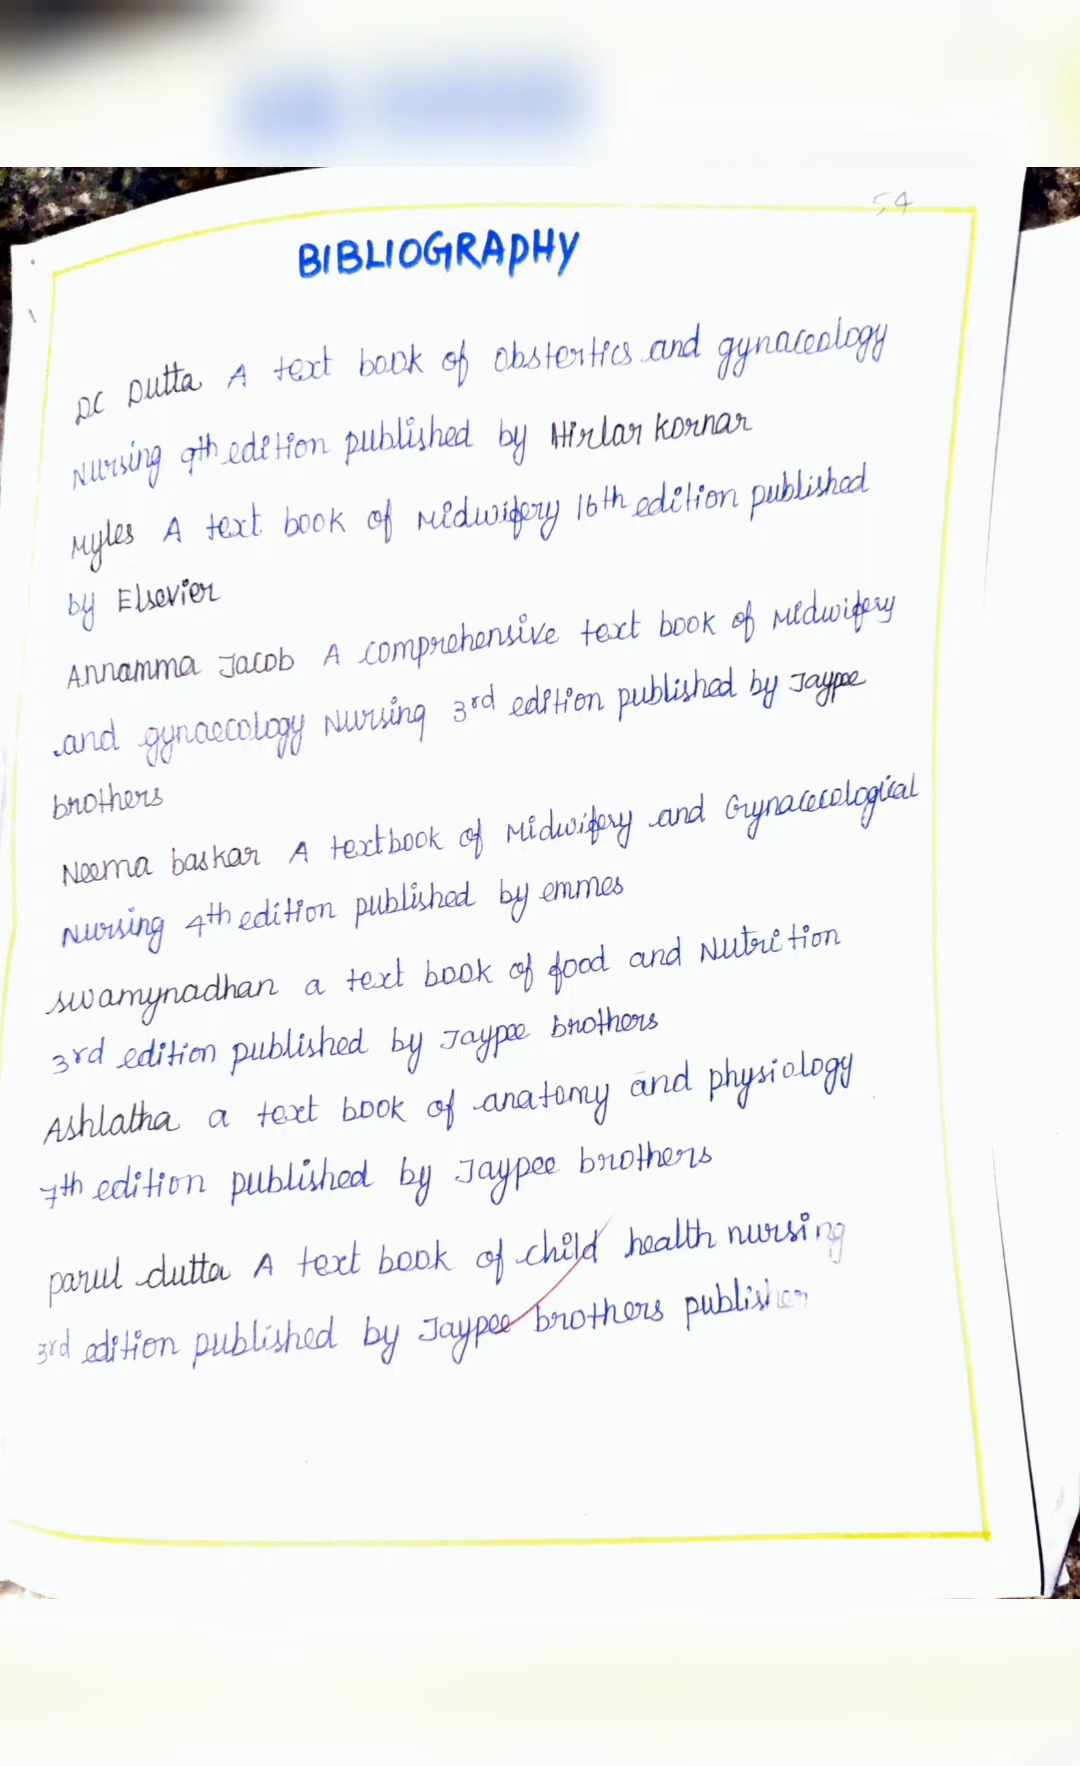 54
BIBLIOGRAPHY
DC Dutta A text book of obstertics and gynaceology
Nursing 9th edition published by Hirlar kornar
Myles A text book of Midwifery 16th edition published
by Elsevier
Annamma Jacob A comprehensive text book of Midwifery
and gynaecology Nursing 3rd edition published by Jaypee
brothers
Neema baskar A textbook of Midwifery and Gynacecological
Nursing 4th edition published by emmes
swamynadhan a text book of food and Nutrition
3rd edition published by Jaypee brothers
Ashlatha a text book of anatomy and physiology
7th edition published by Jaypee brothers
parul dutta A text book of child health nursing
3rd edition published by Jaypee brothers publisher